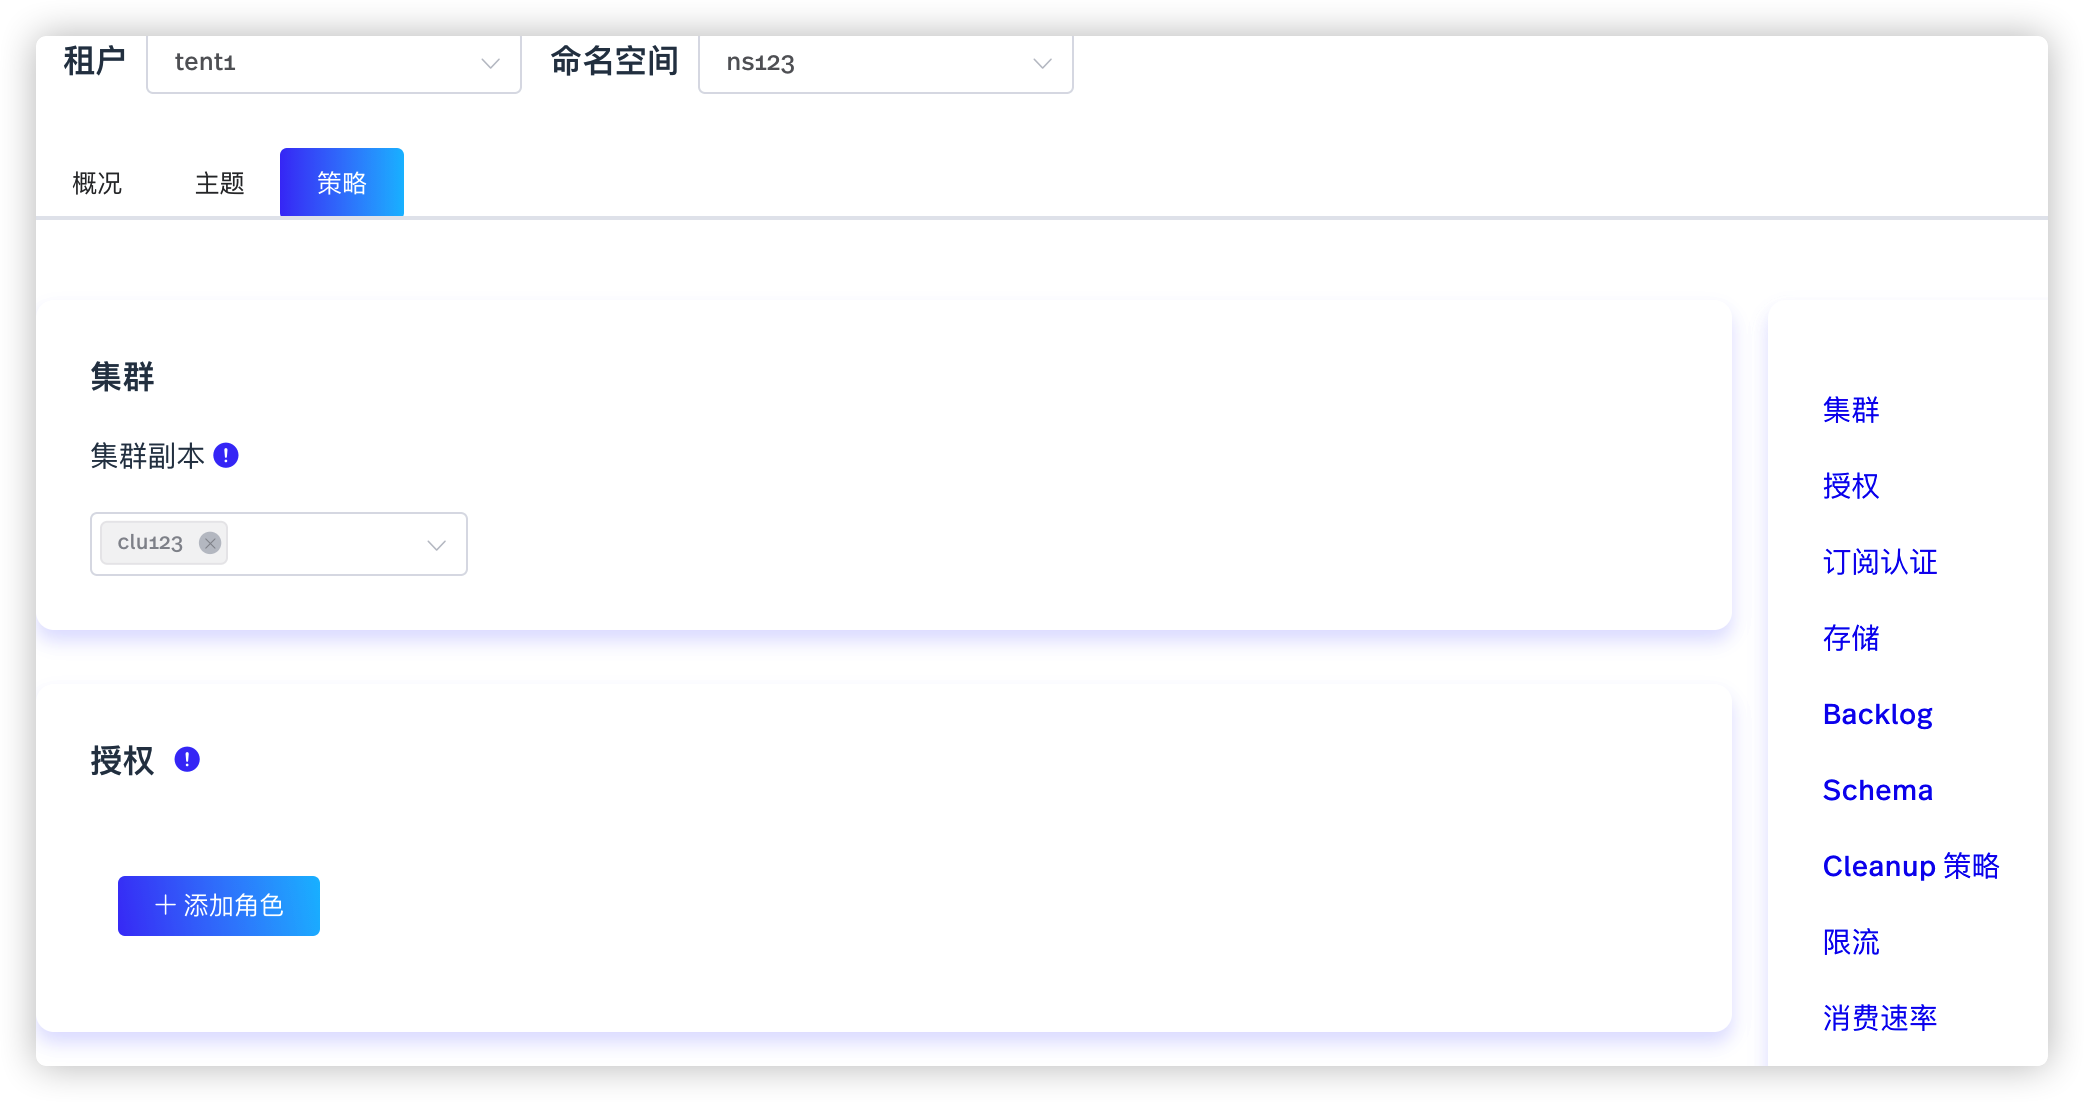 租户 tent1 命名空间 ns123
概况 主题 策略
集群
集群副本
clu123
授权
添加角色
集群
授权
订阅认证
存储
Backlog
Schema
Cleanup 策略
限流
消费速率